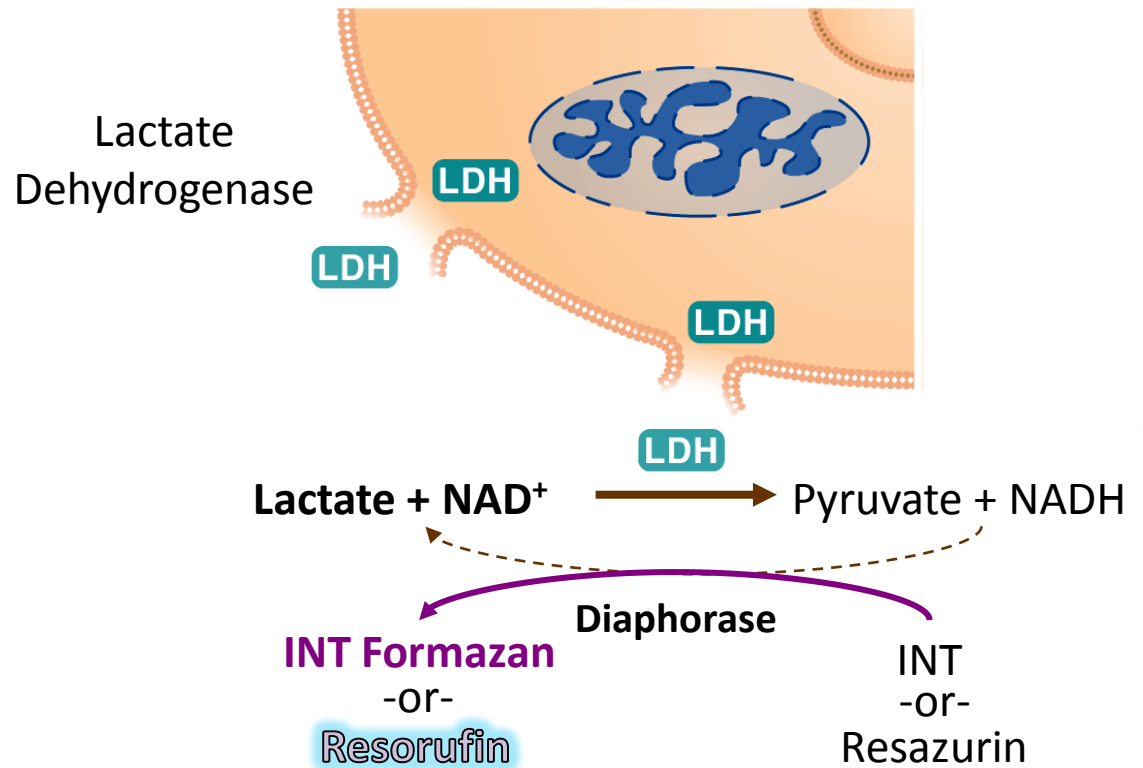 Lactate
Dehydrogenase
LDH
LDH
LDH
LDH
Lactate + NAD⁺
Pyruvate + NADH
Diaphorase
INT Formazan
-or-
Resorufin
INT
-or-
Resazurin